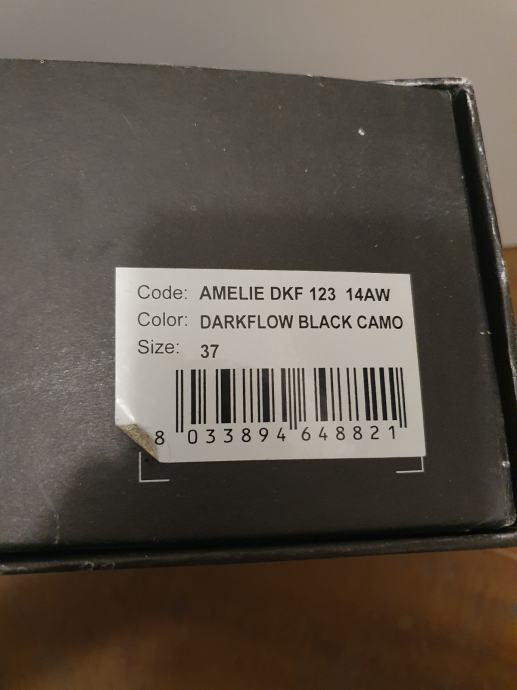 Code: AMELIE DKF 123 14AW
Color: DARKFLOW BLACK CAMO
Size: 37
8 033894 648821